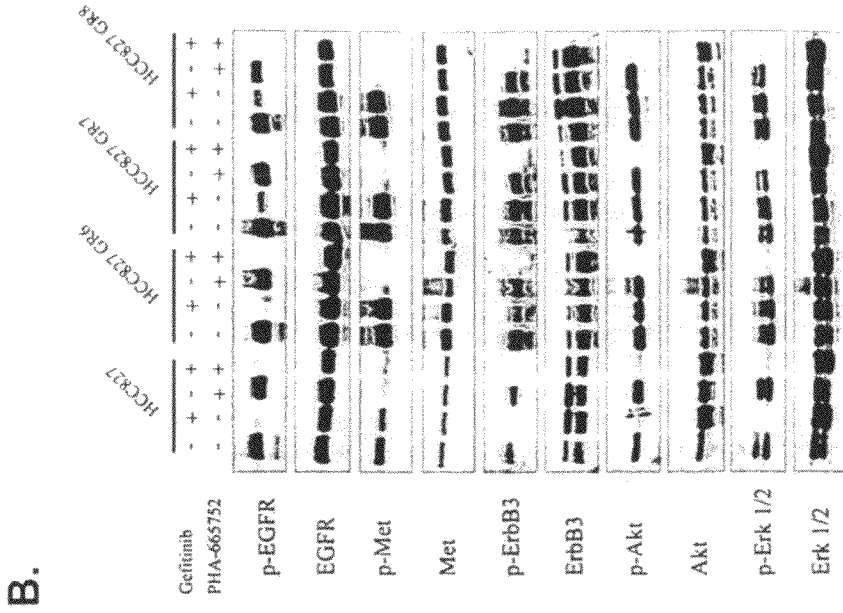 B.
HCC827 HCC827 GR6 HCC827 GR7 HCC827 GR8
Gefitinib - + - + - + - + - + - + - + - +
PHA-665752 - - + + - - + + - - + + - - + +
p-EGFR
EGFR
p-Met
Met
p-ErbB3
ErbB3
p-Akt
Akt
p-Erk 1/2
Erk 1/2